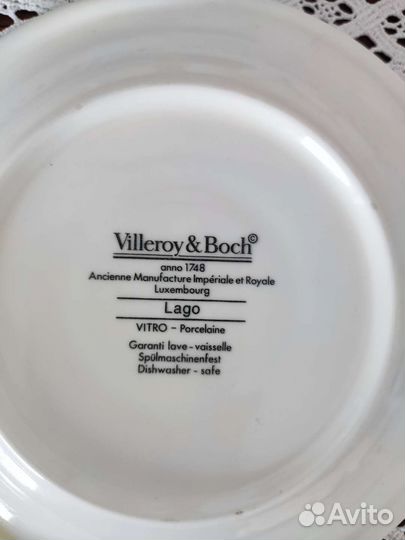 Villeroy & Boch©
anno 1748
Ancienne Manufacture Impériale et Royale
Luxembourg
Lago
VITRO – Porcelaine
Garanti lave - vaisselle
Spülmaschinenfest
Dishwasher - safe
Avito